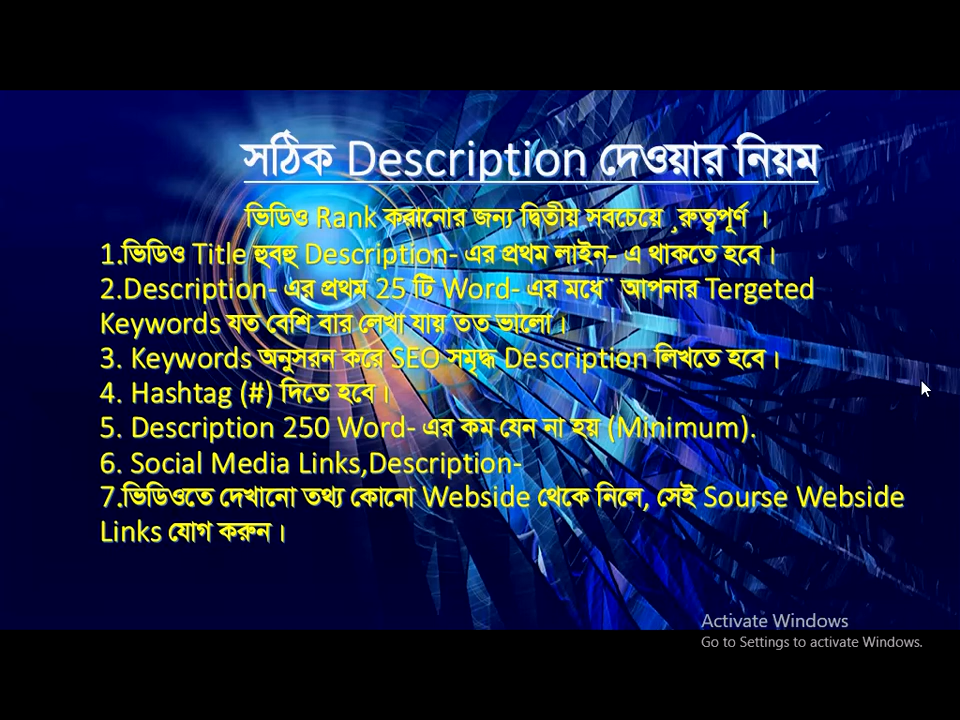 সঠিক Description দেওয়ার নিয়ম
ভিডিও Rank করানোর জন্য দ্বিতীয় সবচেয়ে ¸রুত্বপূর্ণ ।
1.ভিডিও Title হুবহু Description- এর প্রথম লাইন- এ থাকতে হবে।
2.Description- এর প্রথম 25 টি Word- এর মধে¨ আপনার Tergeted
Keywords যত বেশি বার লেখা যায় তত ভালো।
3. Keywords অনুসরন করে SEO সমৃদ্ধ Description লিখতে হবে।
4. Hashtag (#) দিতে হবে।
5. Description 250 Word- এর কম যেন না হয় (Minimum).
6. Social Media Links,Description-
7.ভিডিওতে দেখানো তথ্য কোনো Webside থেকে নিলে, সেই Sourse Webside
Links যোগ করুন।
Activate Windows
Go to Settings to activate Windows.